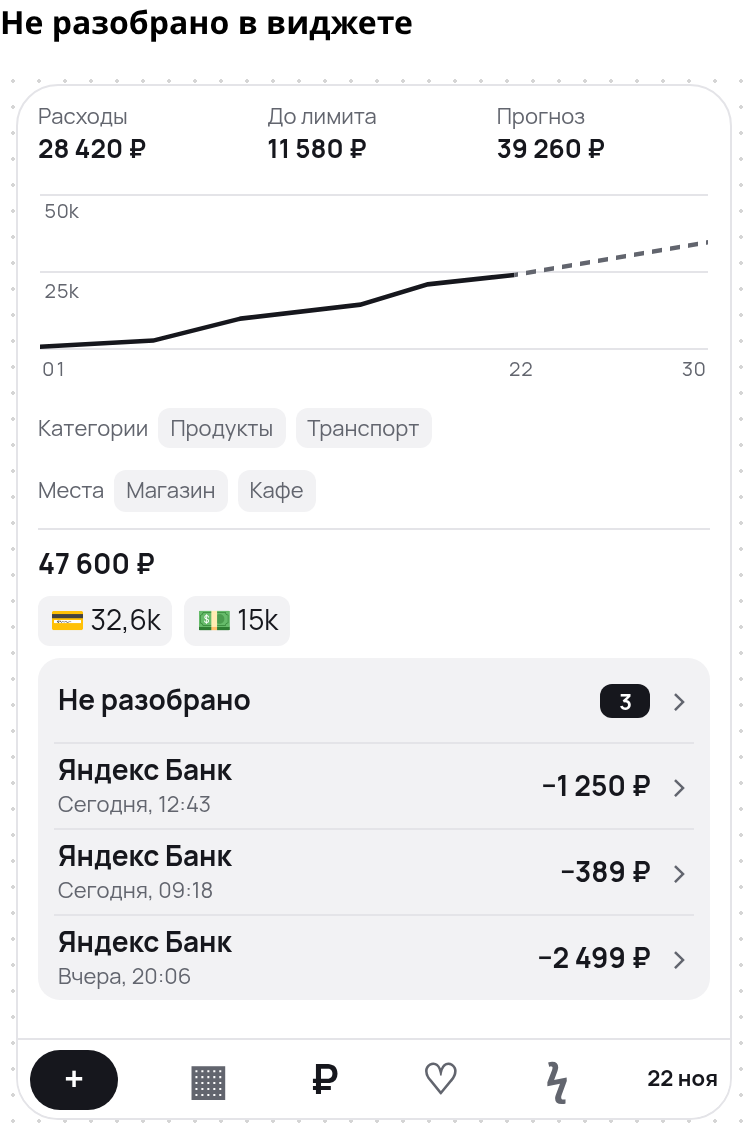 Не разобрано в виджете
Расходы До лимита Прогноз
28 420 ₽ 11 580 ₽ 39 260 ₽
50k
25k
01 22 30
Категории Продукты Транспорт
Места Магазин Кафе
47 600 ₽
💳 32,6k 💵 15k
Не разобрано 3
Яндекс Банк −1 250 ₽
Сегодня, 12:43
Яндекс Банк −389 ₽
Сегодня, 09:18
Яндекс Банк −2 499 ₽
Вчера, 20:06
+ ₽ 22 ноя